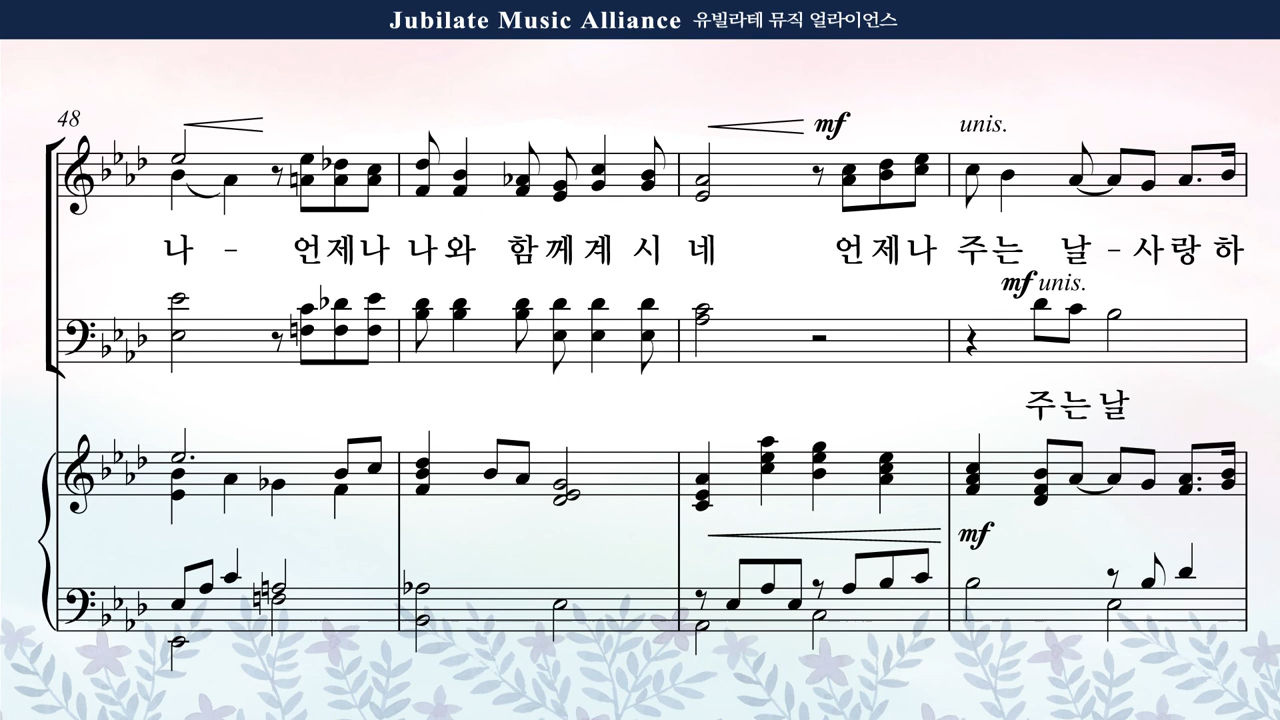 Jubilate Music Alliance 유빌라테 뮤직 얼라이언스
48
mf unis.
나 - 언제나 나와 함께계 시 네 언제나 주는 날 - 사랑 하
mf unis.
주는날
mf